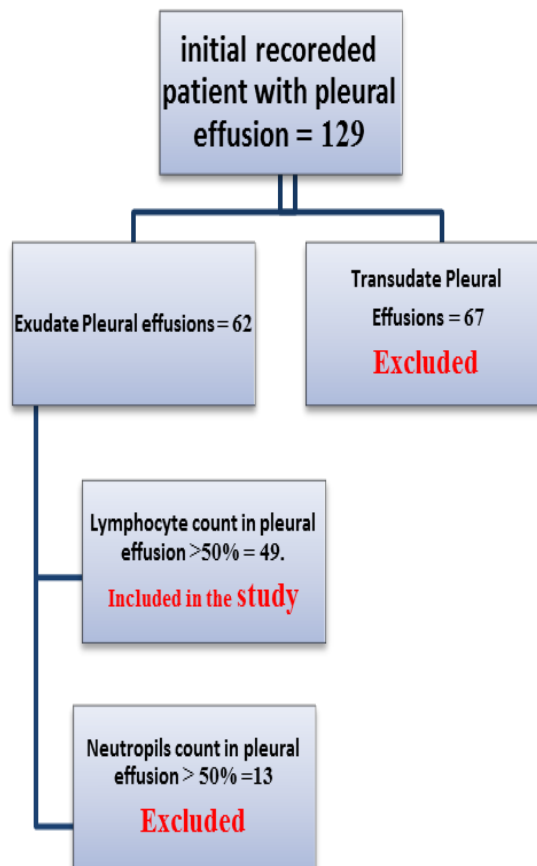 initial recoreded
patient with pleural
effusion = 129
Exudate Pleural effusions = 62
Transudate Pleural
Effusions = 67
Excluded
Lymphocyte count in pleural
effusion >50% = 49.
Included in the study
Neutropils count in pleural
effusion > 50% =13
Excluded